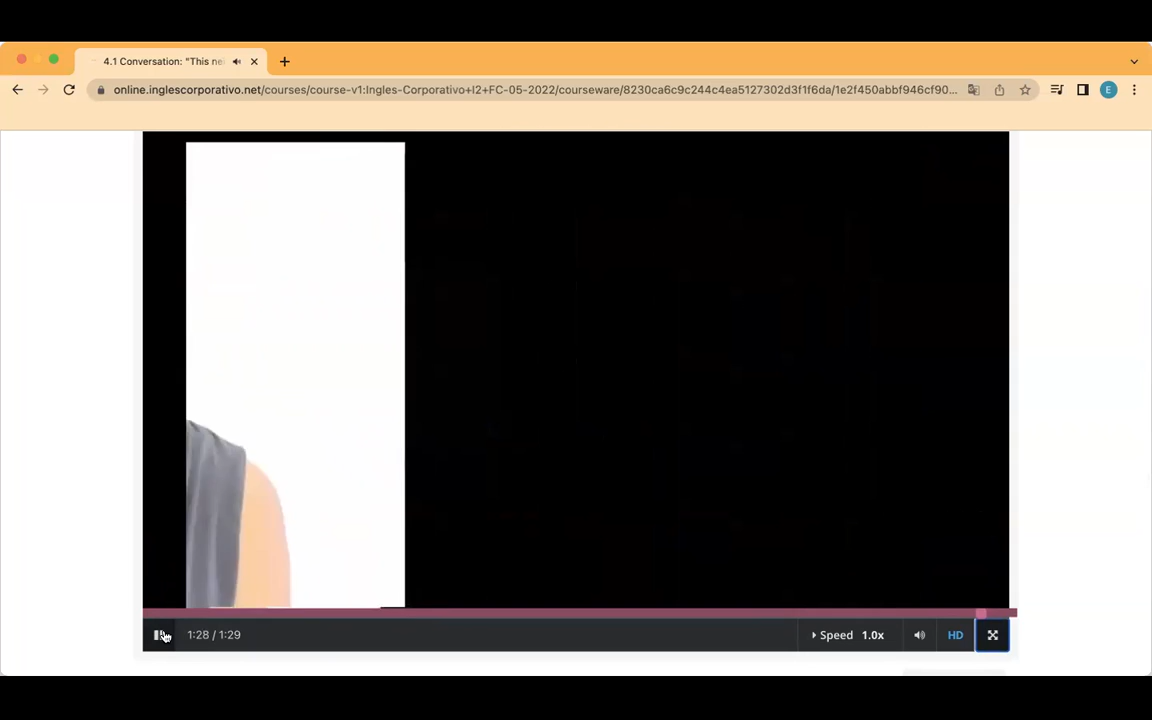 4.1 Conversation: "This ne
online.inglescorporativo.net/courses/course-v1:Ingles-Corporativo+I2+FC-05-2022/courseware/8230ca6c9c244c4ea5127302d3f1f6da/1e2f450abbf946cf90...
E
1:28 / 1:29
Speed 1.0x
HD